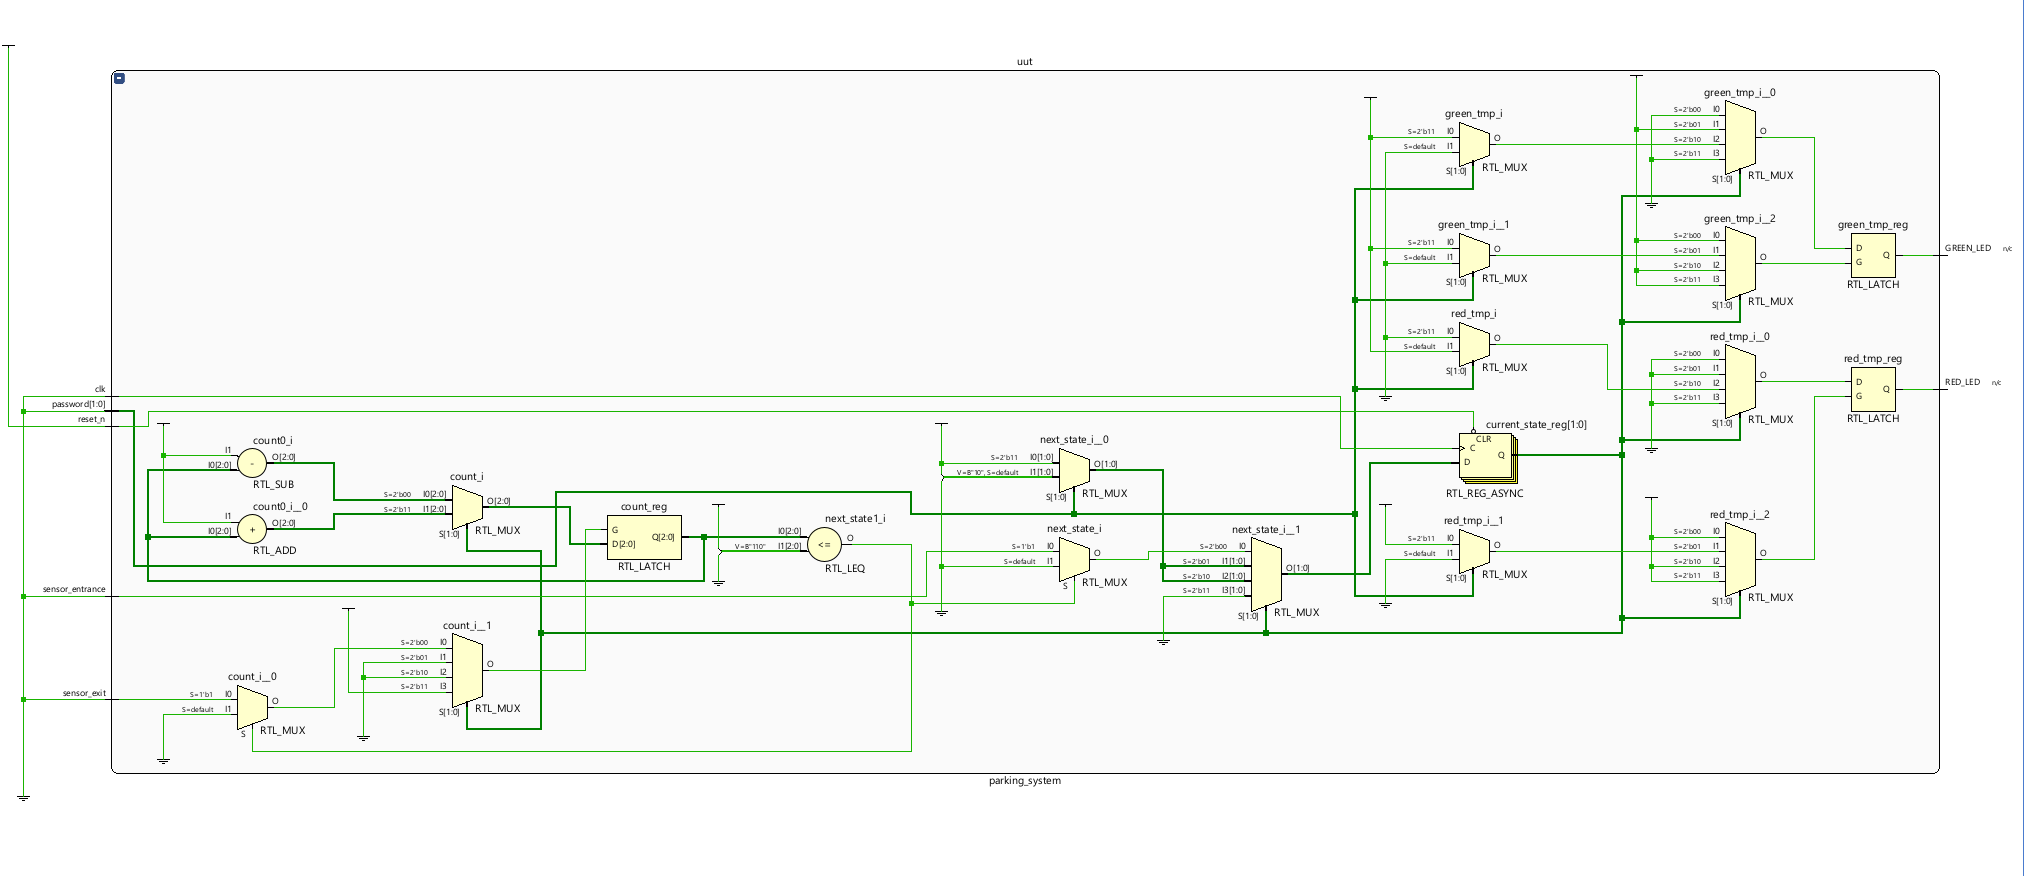 uut
green_tmp_i__0
S=2'b00 I0
S=2'b01 I1
S=2'b10 I2
S=2'b11 I3
O
S[1:0]
RTL_MUX
green_tmp_i
S=2'b11 I0
S=default I1
O
S[1:0]
RTL_MUX
green_tmp_i__2
S=2'b00 I0
S=2'b01 I1
S=2'b10 I2
S=2'b11 I3
O
S[1:0]
RTL_MUX
green_tmp_i__1
S=2'b11 I0
S=default I1
O
S[1:0]
RTL_MUX
green_tmp_reg
D
G
Q
RTL_LATCH
GREEN_LED n/c
red_tmp_i
S=2'b11 I0
S=default I1
O
S[1:0]
RTL_MUX
red_tmp_i__0
S=2'b00 I0
S=2'b01 I1
S=2'b10 I2
S=2'b11 I3
O
S[1:0]
RTL_MUX
red_tmp_reg
D
G
Q
RTL_LATCH
RED_LED n/c
clk
password[1:0]
reset_n
count0_i
I1
I0[2:0]
-
O[2:0]
RTL_SUB
count0_i__0
I1
I0[2:0]
+
O[2:0]
RTL_ADD
count_i
S=2'b00 I0[2:0]
S=2'b11 I1[2:0]
O[2:0]
S[1:0]
RTL_MUX
count_reg
G
D[2:0]
Q[2:0]
RTL_LATCH
next_state1_i
I0[2:0]
V=B"110" I1[2:0]
<=
O
RTL_LEQ
next_state_i__0
S=2'b11 I0[1:0]
V=B"10", S=default I1[1:0]
O[1:0]
S[1:0]
RTL_MUX
next_state_i
S=1'b1 I0
S=default I1
O
S
RTL_MUX
next_state_i__1
S=2'b00 I0
S=2'b01 I1[1:0]
S=2'b10 I2[1:0]
S=2'b11 I3[1:0]
O[1:0]
S[1:0]
RTL_MUX
current_state_reg[1:0]
CLR
C
D
Q
RTL_REG_ASYNC
red_tmp_i__1
S=2'b11 I0
S=default I1
O
S[1:0]
RTL_MUX
red_tmp_i__2
S=2'b00 I0
S=2'b01 I1
S=2'b10 I2
S=2'b11 I3
O
S[1:0]
RTL_MUX
sensor_entrance
count_i__1
S=2'b00 I0
S=2'b01 I1
S=2'b10 I2
S=2'b11 I3
O
S[1:0]
RTL_MUX
sensor_exit
count_i__0
S=1'b1 I0
S=default I1
O
S
RTL_MUX
parking_system